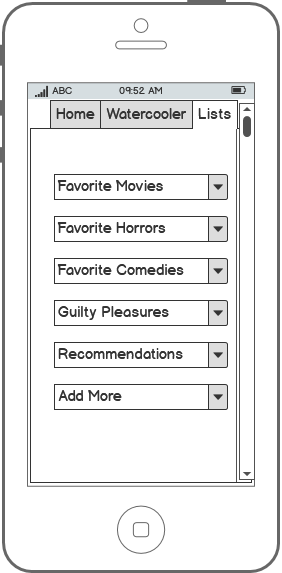 ABC 09:52 AM
Home Watercooler Lists
Favorite Movies
Favorite Horrors
Favorite Comedies
Guilty Pleasures
Recommendations
Add More